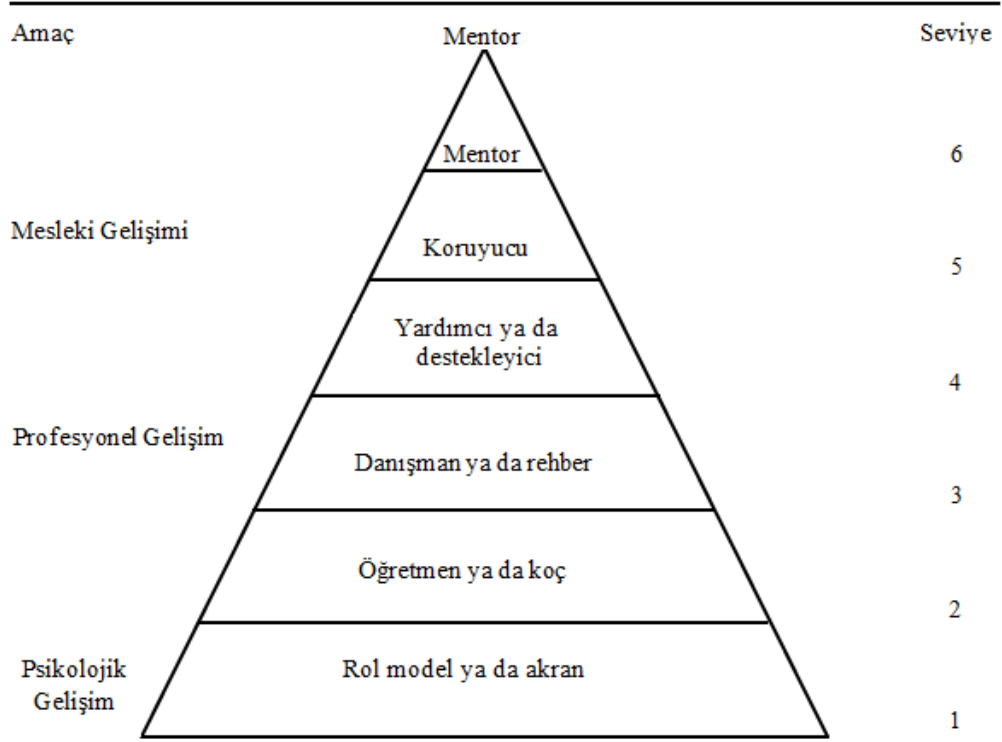 Amaç
Mentor
Seviye
Mentor
6
Mesleki Gelişimi
Koruyucu
5
Yardımcı ya da
destekleyici
4
Profesyonel Gelişim
Danışman ya da rehber
3
Öğretmen ya da koç
2
Psikolojik
Gelişim
Rol model ya da akran
1